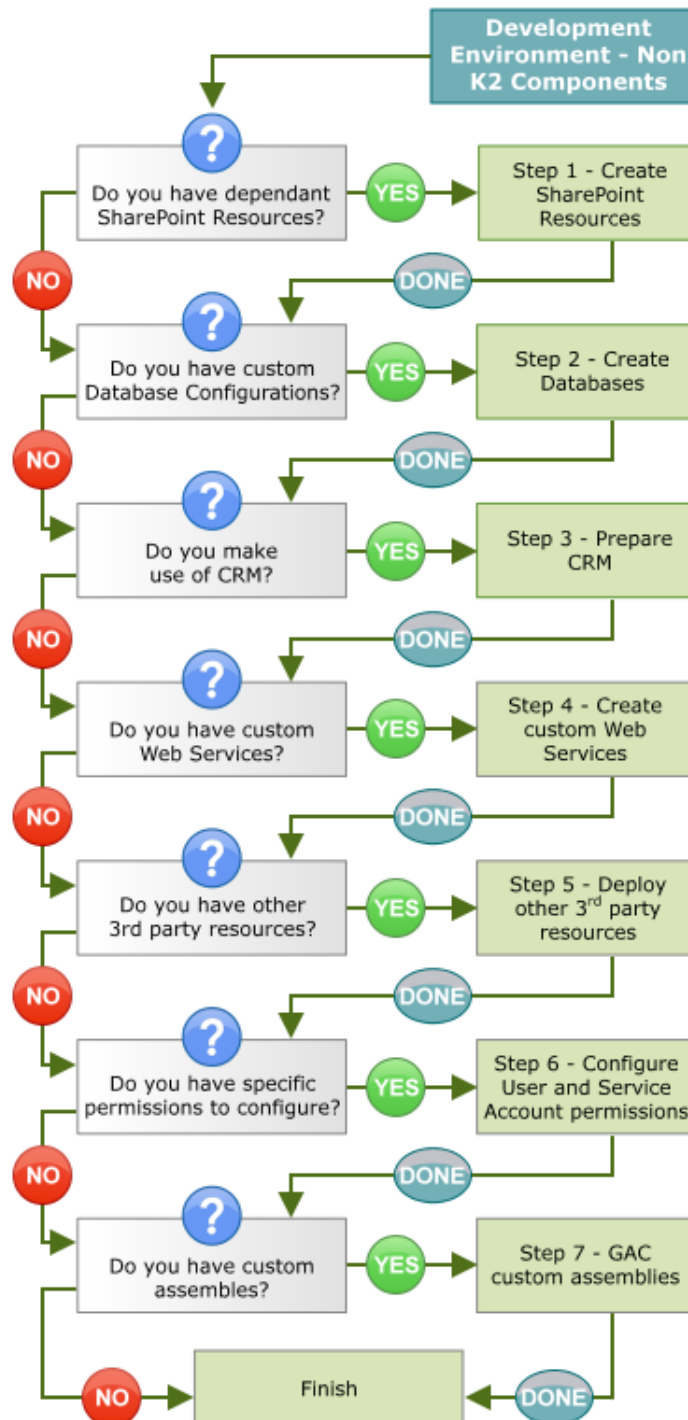 Development
Environment - Non
K2 Components
?
Do you have dependant
SharePoint Resources?
YES
Step 1 - Create
SharePoint
Resources
NO
DONE
?
Do you have custom
Database Configurations?
YES
Step 2 - Create
Databases
NO
DONE
?
Do you make
use of CRM?
YES
Step 3 - Prepare
CRM
NO
DONE
?
Do you have custom
Web Services?
YES
Step 4 - Create
custom Web
Services
NO
DONE
?
Do you have other
3rd party resources?
YES
Step 5 - Deploy
other 3rd party
resources
NO
DONE
?
Do you have specific
permissions to configure?
YES
Step 6 - Configure
User and Service
Account permissions
NO
DONE
?
Do you have custom
assembles?
YES
Step 7 - GAC
custom assemblies
NO
Finish
DONE